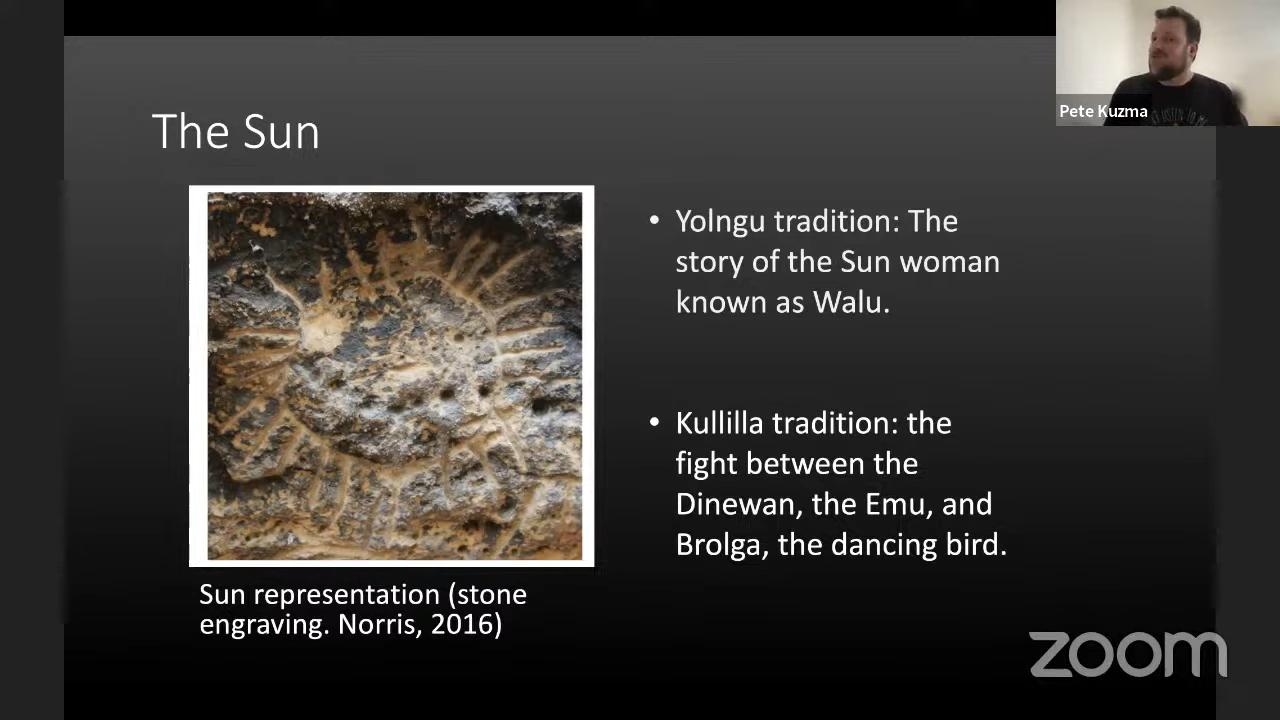 Pete Kuzma
The Sun
• Yolngu tradition: The
story of the Sun woman
known as Walu.
• Kullilla tradition: the
fight between the
Dinewan, the Emu, and
Brolga, the dancing bird.
Sun representation (stone
engraving. Norris, 2016)
zoom